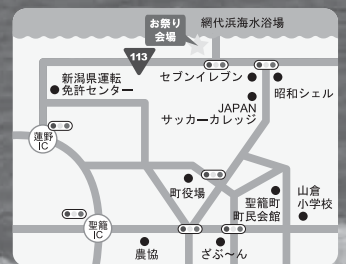 お祭り
会場
網代浜海水浴場
113
セブンイレブン
新潟県運転
免許センター
昭和シェル
JAPAN
サッカーカレッジ
蓮野
IC
町役場
聖籠町
町民会館
山倉
小学校
聖籠
IC
農協
ざぶ〜ん